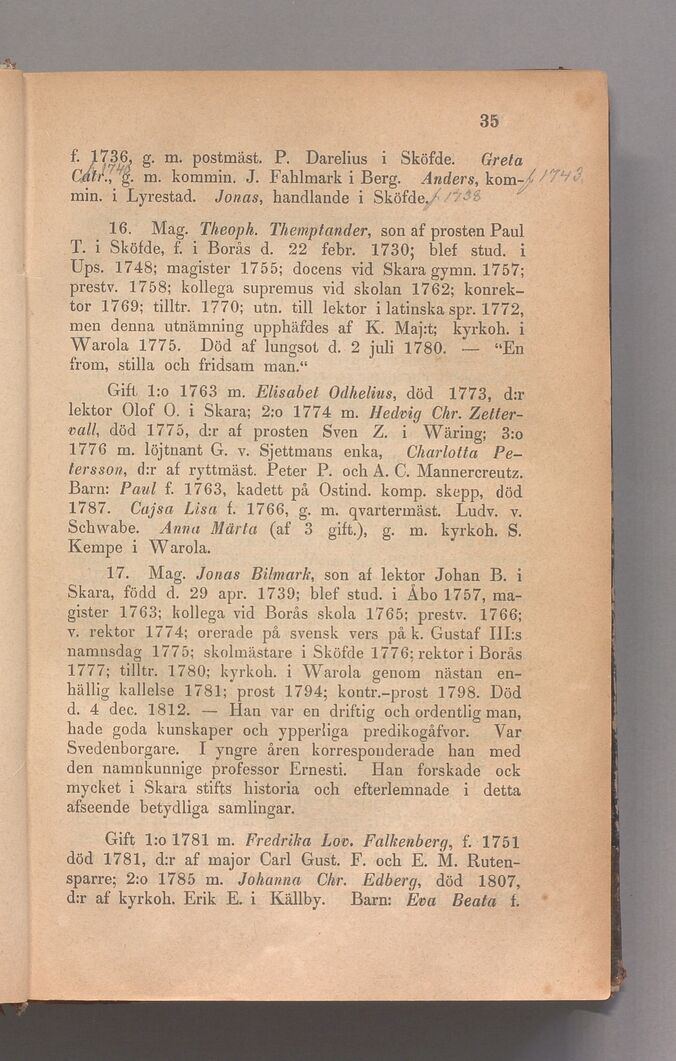 35
f. 1736, g. m. postmäst. P. Darelius i Sköfde. Greta
Catr., g. m. kommin. J. Fahlmark i Berg. Anders, kom- f. 1743.
min. i Lyrestad. Jonas, handlande i Sköfde, f. 1738
16. Mag. Theoph. Themptander, son af prosten Paul
T. i Sköfde, f. i Borås d. 22 febr. 1730; blef stud. i
Ups. 1748; magister 1755; docens vid Skara gymn. 1757;
prestv. 1758; kollega supremus vid skolan 1762; konrek-
tor 1769; tilltr. 1770; utn. till lektor i latinska spr. 1772,
men denna utnämning upphäfdes af K. Maj:t; kyrkoh. i
Warola 1775. Död af lungsot d. 2 juli 1780. — “En
from, stilla och fridsam man.“
Gift 1:o 1763 m. Elisabet Odhelius, död 1773, d:r
lektor Olof O. i Skara; 2:o 1774 m. Hedvig Chr. Zetter-
vall, död 1775, d:r af prosten Sven Z. i Wäring; 3:o
1776 m. löjtnant G. v. Sjettmans enka, Charlotta Pe-
tersson, d:r af ryttmäst. Peter P. och A. C. Mannercreutz.
Barn: Paul f. 1763, kadett på Ostind. komp. skepp, död
1787. Cajsa Lisa f. 1766, g. m. qvartermäst. Ludv. v.
Schwabe. Anna Märta (af 3 gift.), g. m. kyrkoh. S.
Kempe i Warola.
17. Mag. Jonas Bilmark, son af lektor Johan B. i
Skara, född d. 29 apr. 1739; blef stud. i Åbo 1757, ma-
gister 1763; kollega vid Borås skola 1765; prestv. 1766;
v. rektor 1774; orerade på svensk vers på k. Gustaf III:s
namnsdag 1775; skolmästare i Sköfde 1776; rektor i Borås
1777; tilltr. 1780; kyrkoh. i Warola genom nästan en-
hällig kallelse 1781; prost 1794; kontr.-prost 1798. Död
d. 4 dec. 1812. — Han var en driftig och ordentlig man,
hade goda kunskaper och ypperliga predikogåfvor. Var
Svedenborgare. I yngre åren korresponderade han med
den namnkunnige professor Ernesti. Han forskade ock
mycket i Skara stifts historia och efterlemnade i detta
afseende betydliga samlingar.
Gift 1:o 1781 m. Fredrika Lov. Falkenberg, f. 1751
död 1781, d:r af major Carl Gust. F. och E. M. Ruten-
sparre; 2:o 1785 m. Johanna Chr. Edberg, död 1807,
d:r af kyrkoh. Erik E. i Källby. Barn: Eva Beata f.